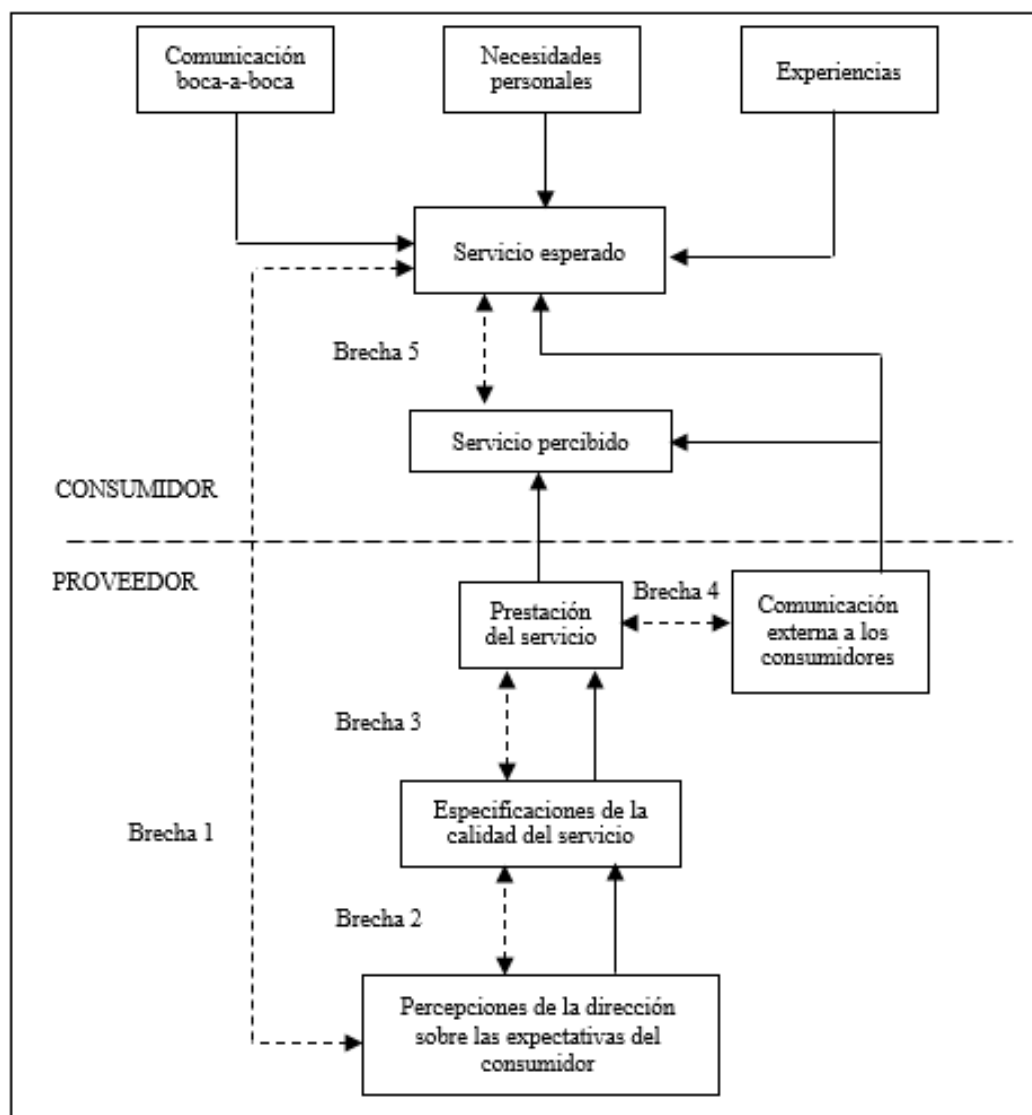 Comunicación
boca-a-boca
Necesidades
personales
Experiencias
Servicio esperado
Brecha 5
Servicio percibido
CONSUMIDOR
PROVEEDOR
Prestación
del servicio
Brecha 4
Comunicación
externa a los
consumidores
Brecha 3
Especificaciones de la
calidad del servicio
Brecha 1
Brecha 2
Percepciones de la dirección
sobre las expectativas del
consumidor